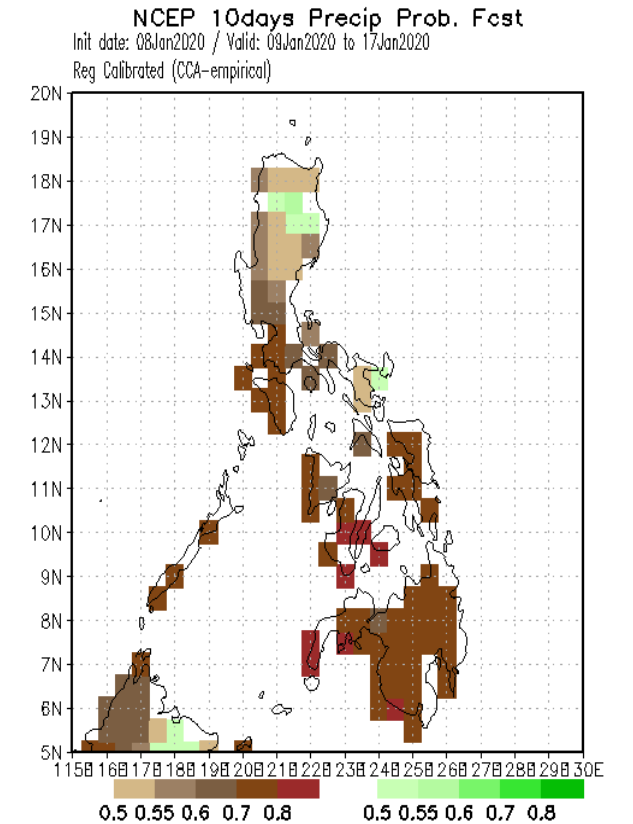 NCEP 10days Precip Prob. Fcst
Init date: 08Jan2020 / Valid: 09Jan2020 to 17Jan2020
Reg Calibrated (CCA-empirical)
20N
19N
18N
17N
16N
15N
14N
13N
12N
11N
10N
9N
8N
7N
6N
5N
115E 116E 117E 118E 119E 120E 121E 122E 123E 124E 125E 126E 127E 128E 129E 130E
0.5 0.55 0.6 0.7 0.8 0.5 0.55 0.6 0.7 0.8